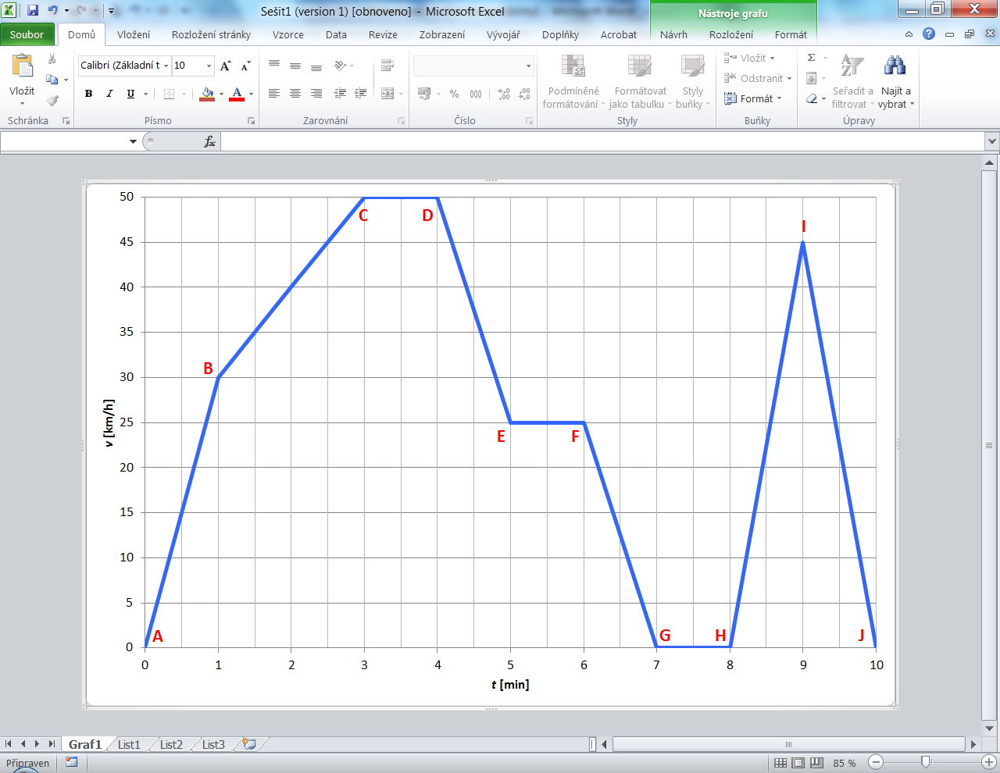 Sešit1 (version 1) [obnoveno] - Microsoft Excel
Nástroje grafu
Soubor Domů Vložení Rozložení stránky Vzorce Data Revize Zobrazení Vývojář Doplňky Acrobat Návrh Rozložení Formát
Vložit
Schránka
Calibri (Základní t 10
B I U A
Písmo
Zarovnání
% 000
Číslo
Podmíněné formátování
Formátovat jako tabulku
Styly buňky
Styly
Vložit
Odstranit
Formát
Buňky
Σ
Seřadit a filtrovat
Najít a vybrat
Úpravy
fx
50
45
40
35
30
25
20
15
10
5
0
v [km/h]
A
B
C
D
E
F
G
H
I
J
0 1 2 3 4 5 6 7 8 9 10
t [min]
Graf1 List1 List2 List3
Připraven
85 %